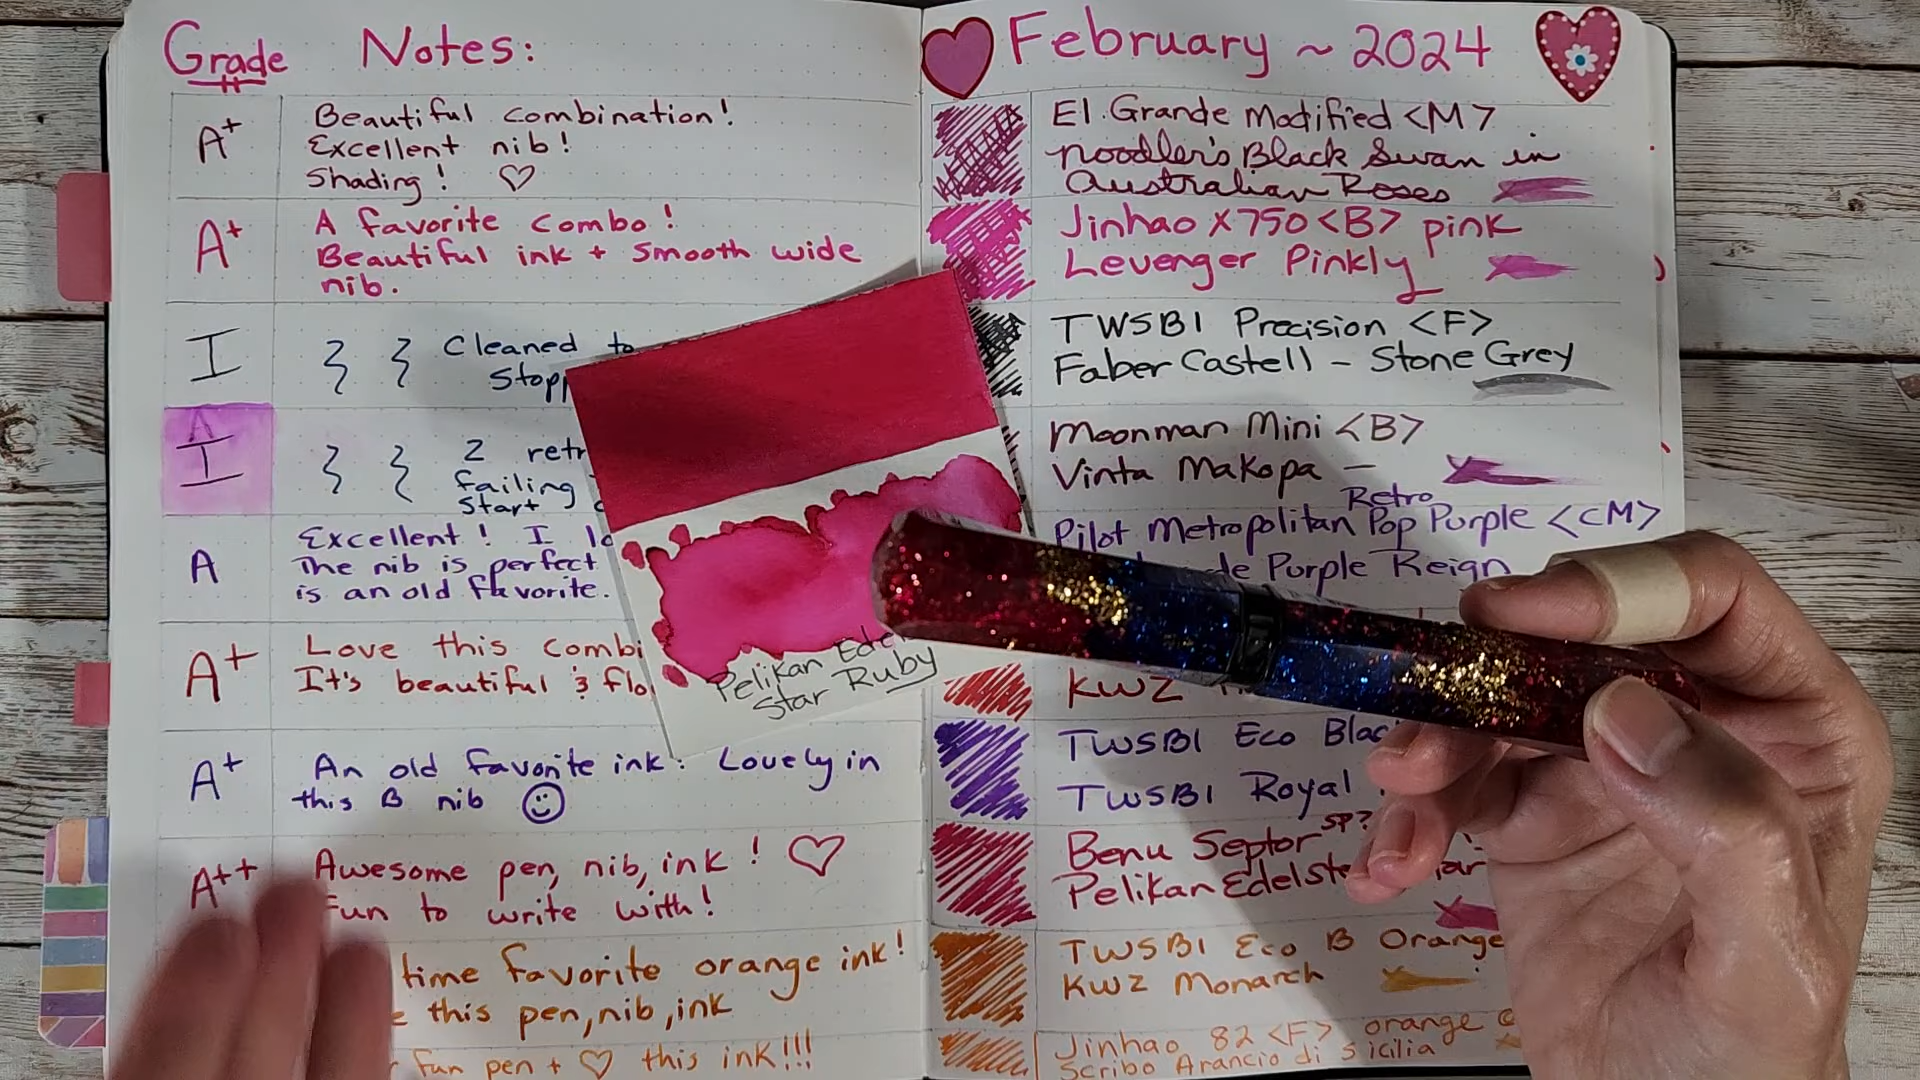 Grade Notes:
A+
Beautiful combination!
Excellent nib!
Shading! ♡
A+
A favorite combo!
Beautiful ink + smooth wide
nib.
I
Cleaned to
I
2
failing
Start
A
Excellent! I
The nib is perfect
is an old favorite.
A+
Love this
It's beautiful &
A+
An old favorite ink. Lovely in
this B nib
A++
Awesome pen, nib, ink! ♡
Fun to write with!
time favorite orange ink!
this pen, nib, ink
fun pen + ♡ this ink!!!
Pelikan
Star Ruby
February ~ 2024
El Grande Modified <M>
Noodler's Black Swan in
Australian Roses
Jinhao X750 <B> pink
Levenger Pinkly
TWSBI Precision <F>
Faber Castell - Stone Grey
Moonman Mini <B>
Vinta Makopa -
Pilot Metropolitan Retro Pop Purple <CM>
Purple Reign
KWZ
TWSBI Eco
TWSBI Royal
Benu Septor sp?
Pelikan
TWSBI Eco B Orange
KWZ Monarch
Jinhao 82 <F> orange
Scribo Arancio di Sicilia